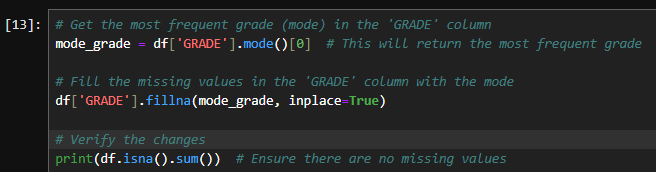 [13]: # Get the most frequent grade (mode) in the 'GRADE' column
mode_grade = df['GRADE'].mode()[0]  # This will return the most frequent grade
# Fill the missing values in the 'GRADE' column with the mode
df['GRADE'].fillna(mode_grade, inplace=True)
# Verify the changes
print(df.isna().sum())  # Ensure there are no missing values